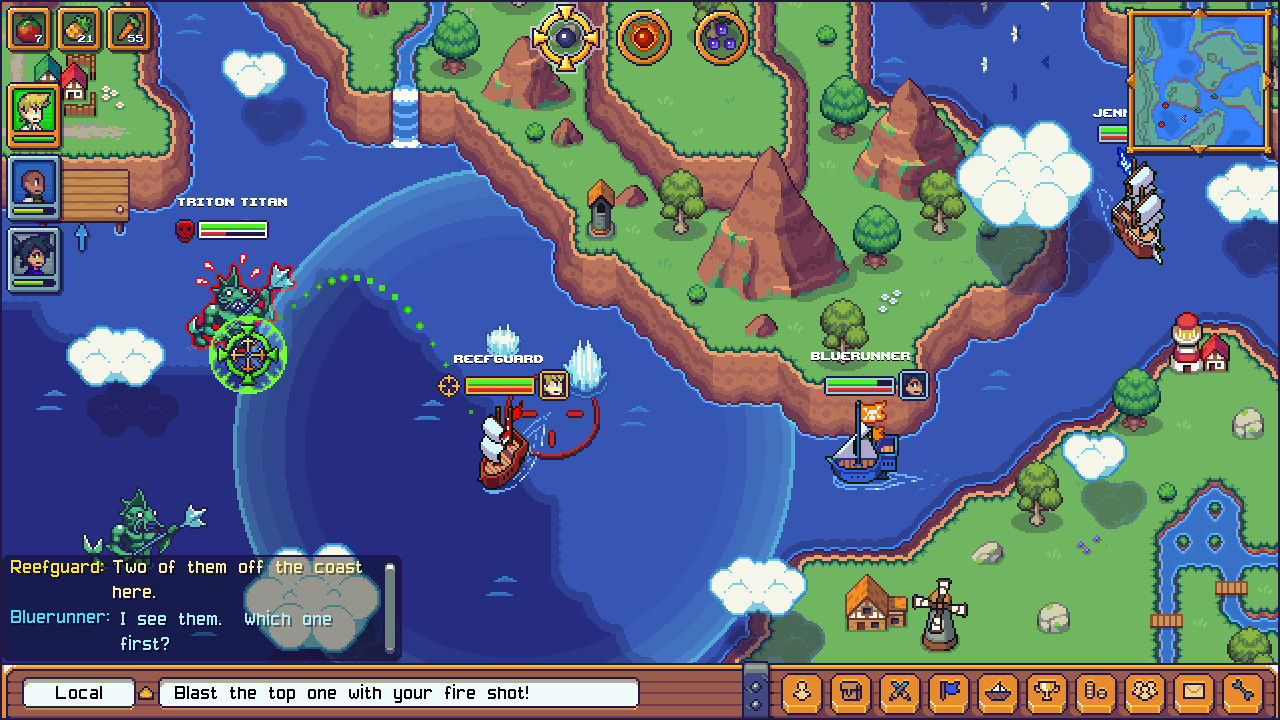 7
21
55
JENN
TRITON TITAN
REEFGUARD
BLUERUNNER
Reefguard: Two of them off the coast
here.
Bluerunner: I see them. Which one
first?
Local
Blast the top one with your fire shot!